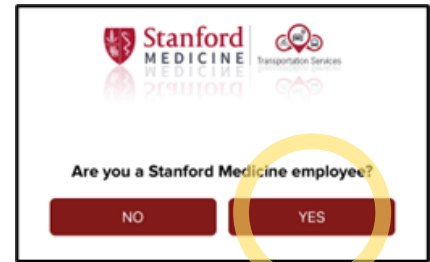 Stanford
MEDICINE
Transportation Services
Are you a Stanford Medicine employee?
NO
YES